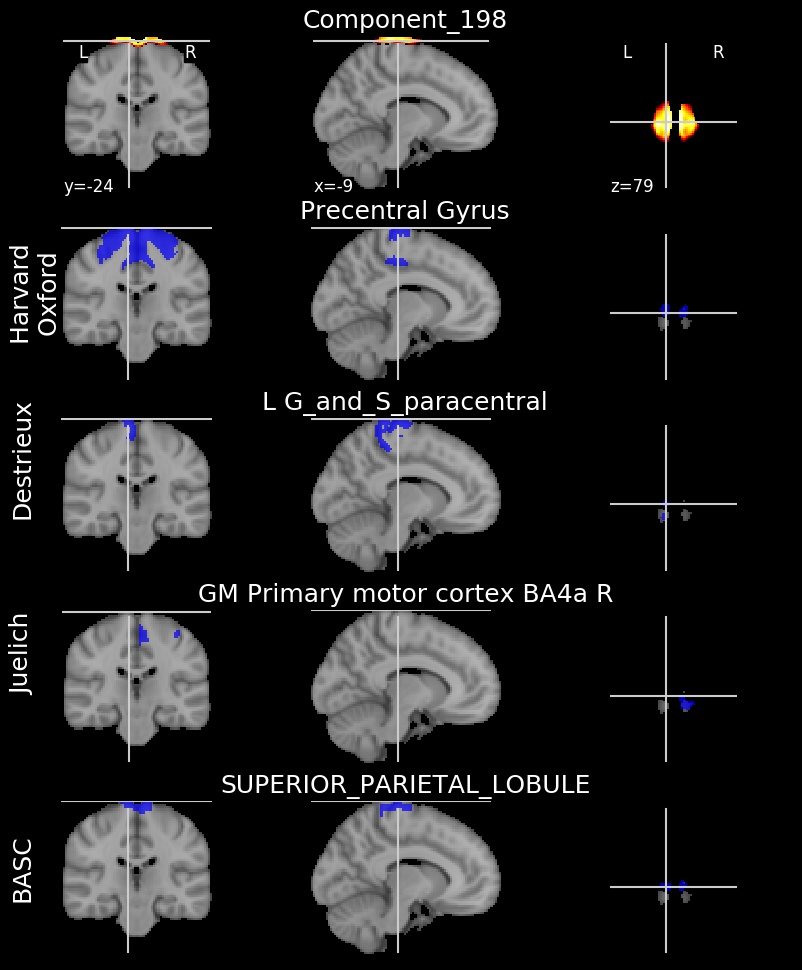 Component_198
L R
L R
y=-24
x=-9
z=79
Precentral Gyrus
Harvard
Oxford
L G_and_S_paracentral
Destrieux
GM Primary motor cortex BA4a R
Juelich
SUPERIOR_PARIETAL_LOBULE
BASC